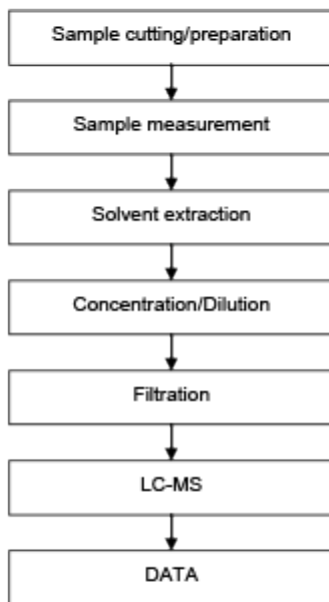 Sample cutting/preparation
Sample measurement
Solvent extraction
Concentration/Dilution
Filtration
LC-MS
DATA